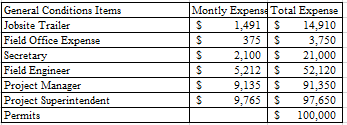 General Conditions Items Montly Expense Total Expense
Jobsite Trailer $ 1,491 $ 14,910
Field Office Expense $ 375 $ 3,750
Secretary $ 2,100 $ 21,000
Field Engineer $ 5,212 $ 52,120
Project Manager $ 9,135 $ 91,350
Project Superintendent $ 9,765 $ 97,650
Permits $ 100,000